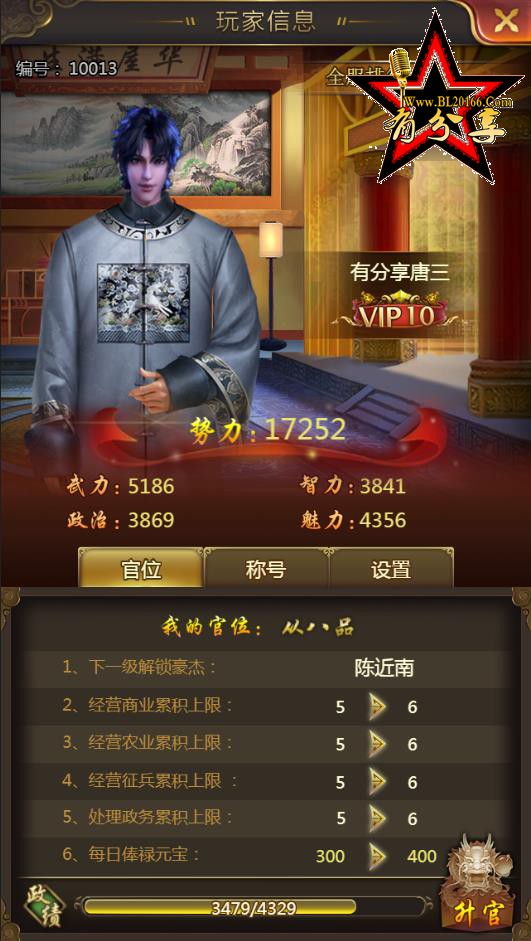 玩家信息
编号：10013
全服排
Www.BL20166.Com
有分享
有分享唐三
VIP10
势力：17252
武力：5186 智力：3841
政治：3869 魅力：4356
官位 称号 设置
我的官位：从八品
1、下一级解锁豪杰： 陈近南
2、经营商业累积上限： 5 6
3、经营农业累积上限： 5 6
4、经营征兵累积上限 ： 5 6
5、处理政务累积上限： 5 6
6、每日俸禄元宝： 300 400
政绩 3479/4329 升官